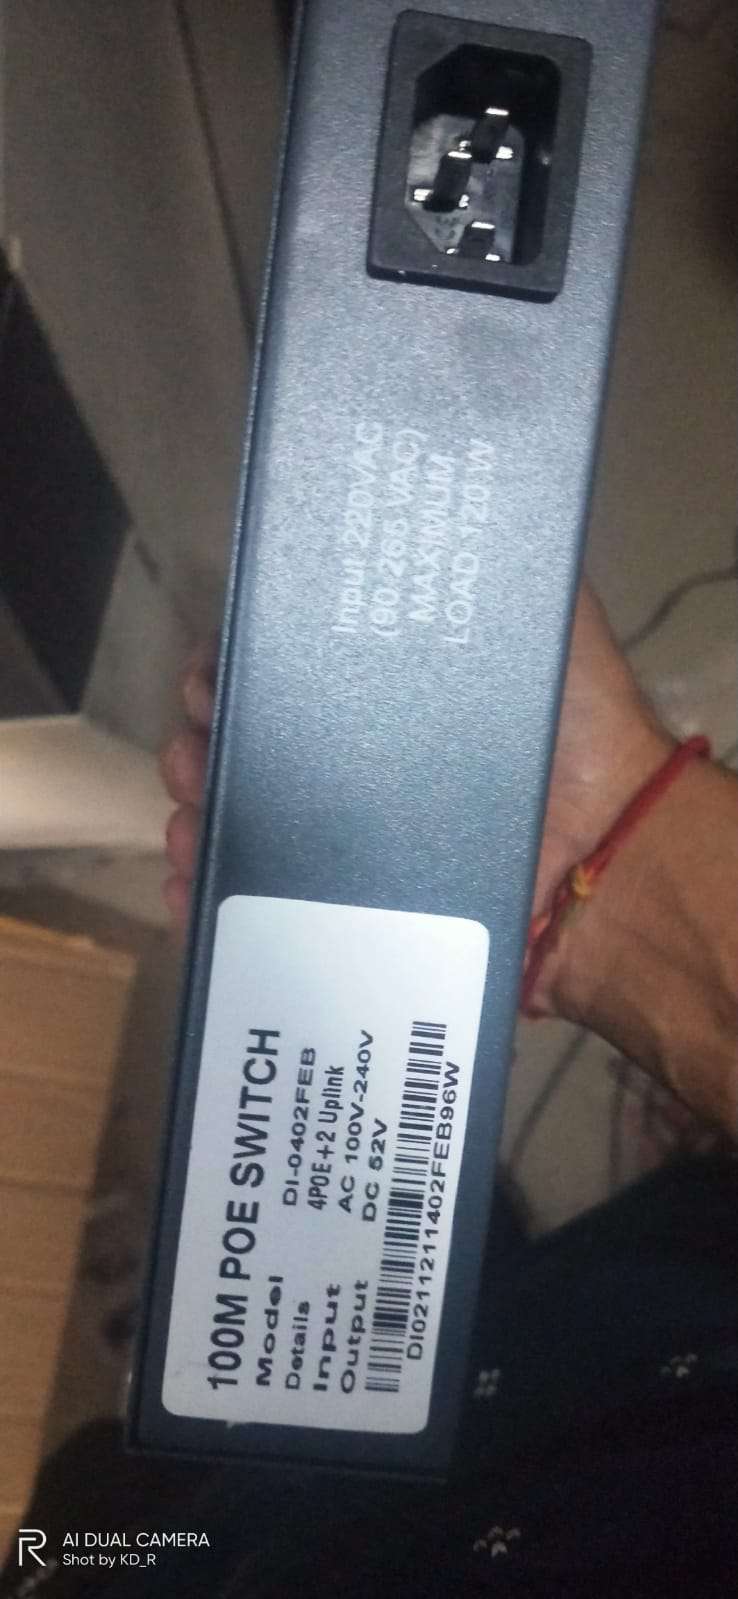 Input 220VAC
(90-265 VAC)
MAXIMUM
LOAD 120 W
100M POE SWITCH
Model DI-0402FEB
Details 4POE+2 Uplink
Input AC 100V-240V
Output DC 52V
DI0211211402FEB96W
R AI DUAL CAMERA
Shot by KD_R